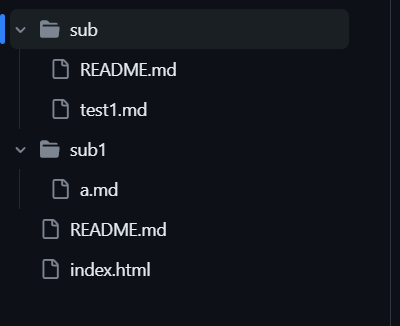 sub
README.md
test1.md
sub1
a.md
README.md
index.html